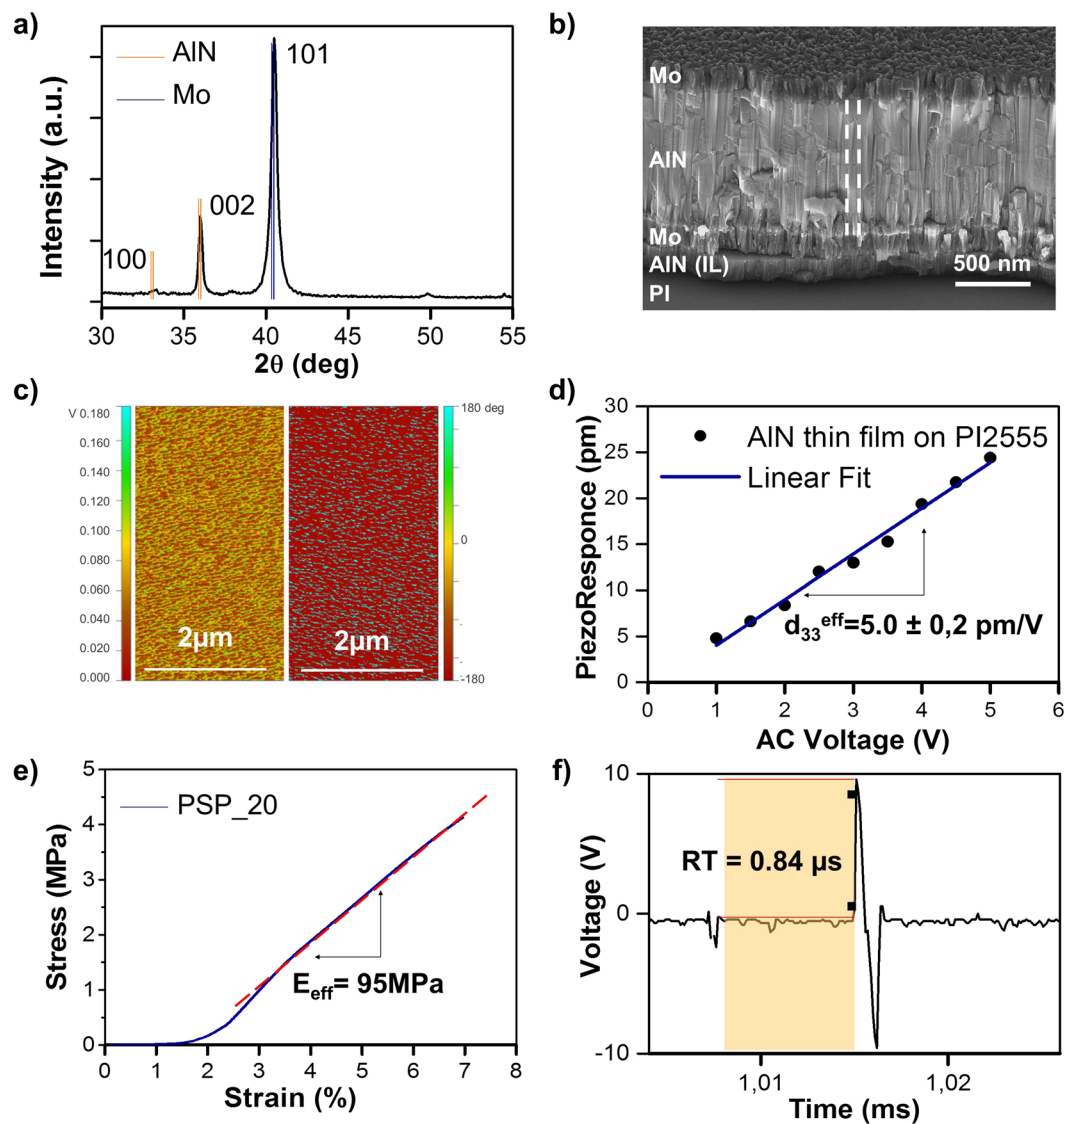 a)
AlN
Mo
101
002
100
Intensity (a.u.)
30 35 40 45 50 55
2θ (deg)
b)
Mo
AlN
Mo
AlN (IL)
PI
500 nm
c)
V 0.180
0.160
0.140
0.120
0.100
0.080
0.060
0.040
0.020
0.000
2µm
2µm
180 deg
0
-180
d)
PiezoResponce (pm)
30
25
20
15
10
5
0
AlN thin film on PI2555
Linear Fit
d33eff=5.0 ± 0,2 pm/V
0 1 2 3 4 5 6
AC Voltage (V)
e)
Stress (MPa)
5
4
3
2
1
0
PSP_20
Eeff= 95MPa
0 1 2 3 4 5 6 7 8
Strain (%)
f)
Voltage (V)
10
0
-10
RT = 0.84 µs
1,01 1,02
Time (ms)